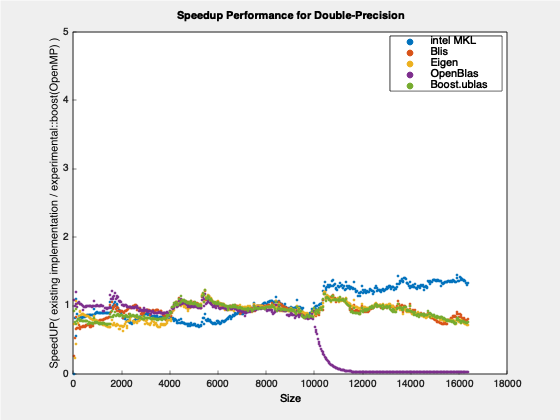 Speedup Performance for Double-Precision
SpeedUP( existing implementation / experimental::boost(OpenMP) )
5
4
3
2
1
0
intel MKL
Blis
Eigen
OpenBlas
Boost.ublas
0 2000 4000 6000 8000 10000 12000 14000 16000 18000
Size